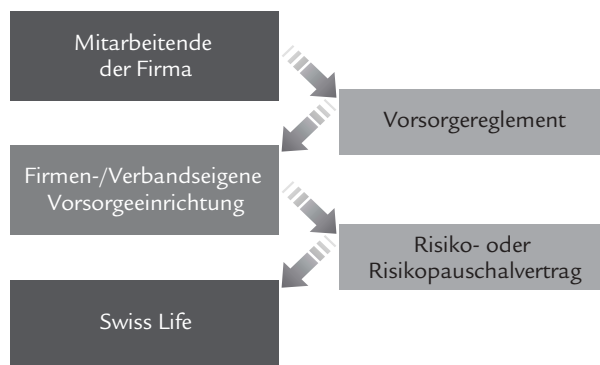 Mitarbeitende
der Firma
Vorsorgereglement
Firmen-/Verbandseigene
Vorsorgeeinrichtung
Risiko- oder
Risikopauschalvertrag
Swiss Life